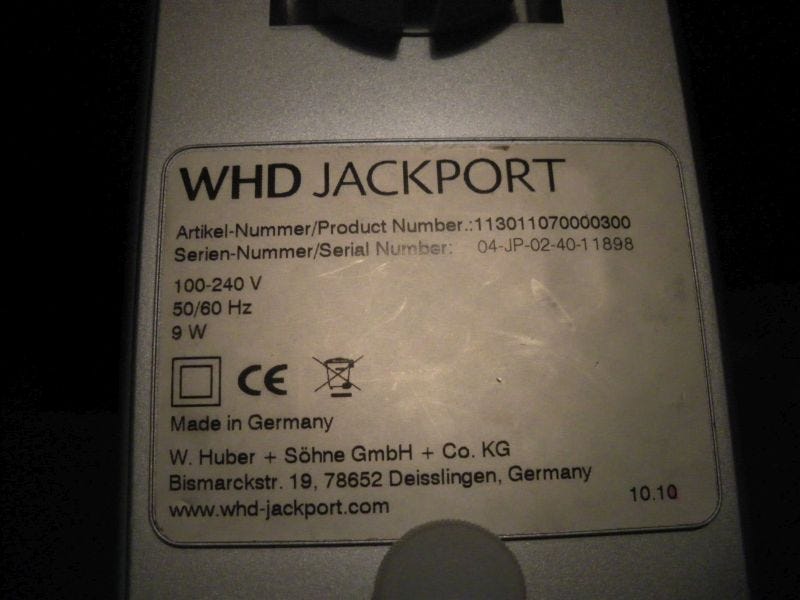 WHD JACKPORT
Artikel-Nummer/Product Number.:113011070000300
Serien-Nummer/Serial Number: 04-JP-02-40-11898
100-240 V
50/60 Hz
9 W
CE
Made in Germany
W. Huber + Söhne GmbH + Co. KG
Bismarckstr. 19, 78652 Deisslingen, Germany
www.whd-jackport.com
10.10